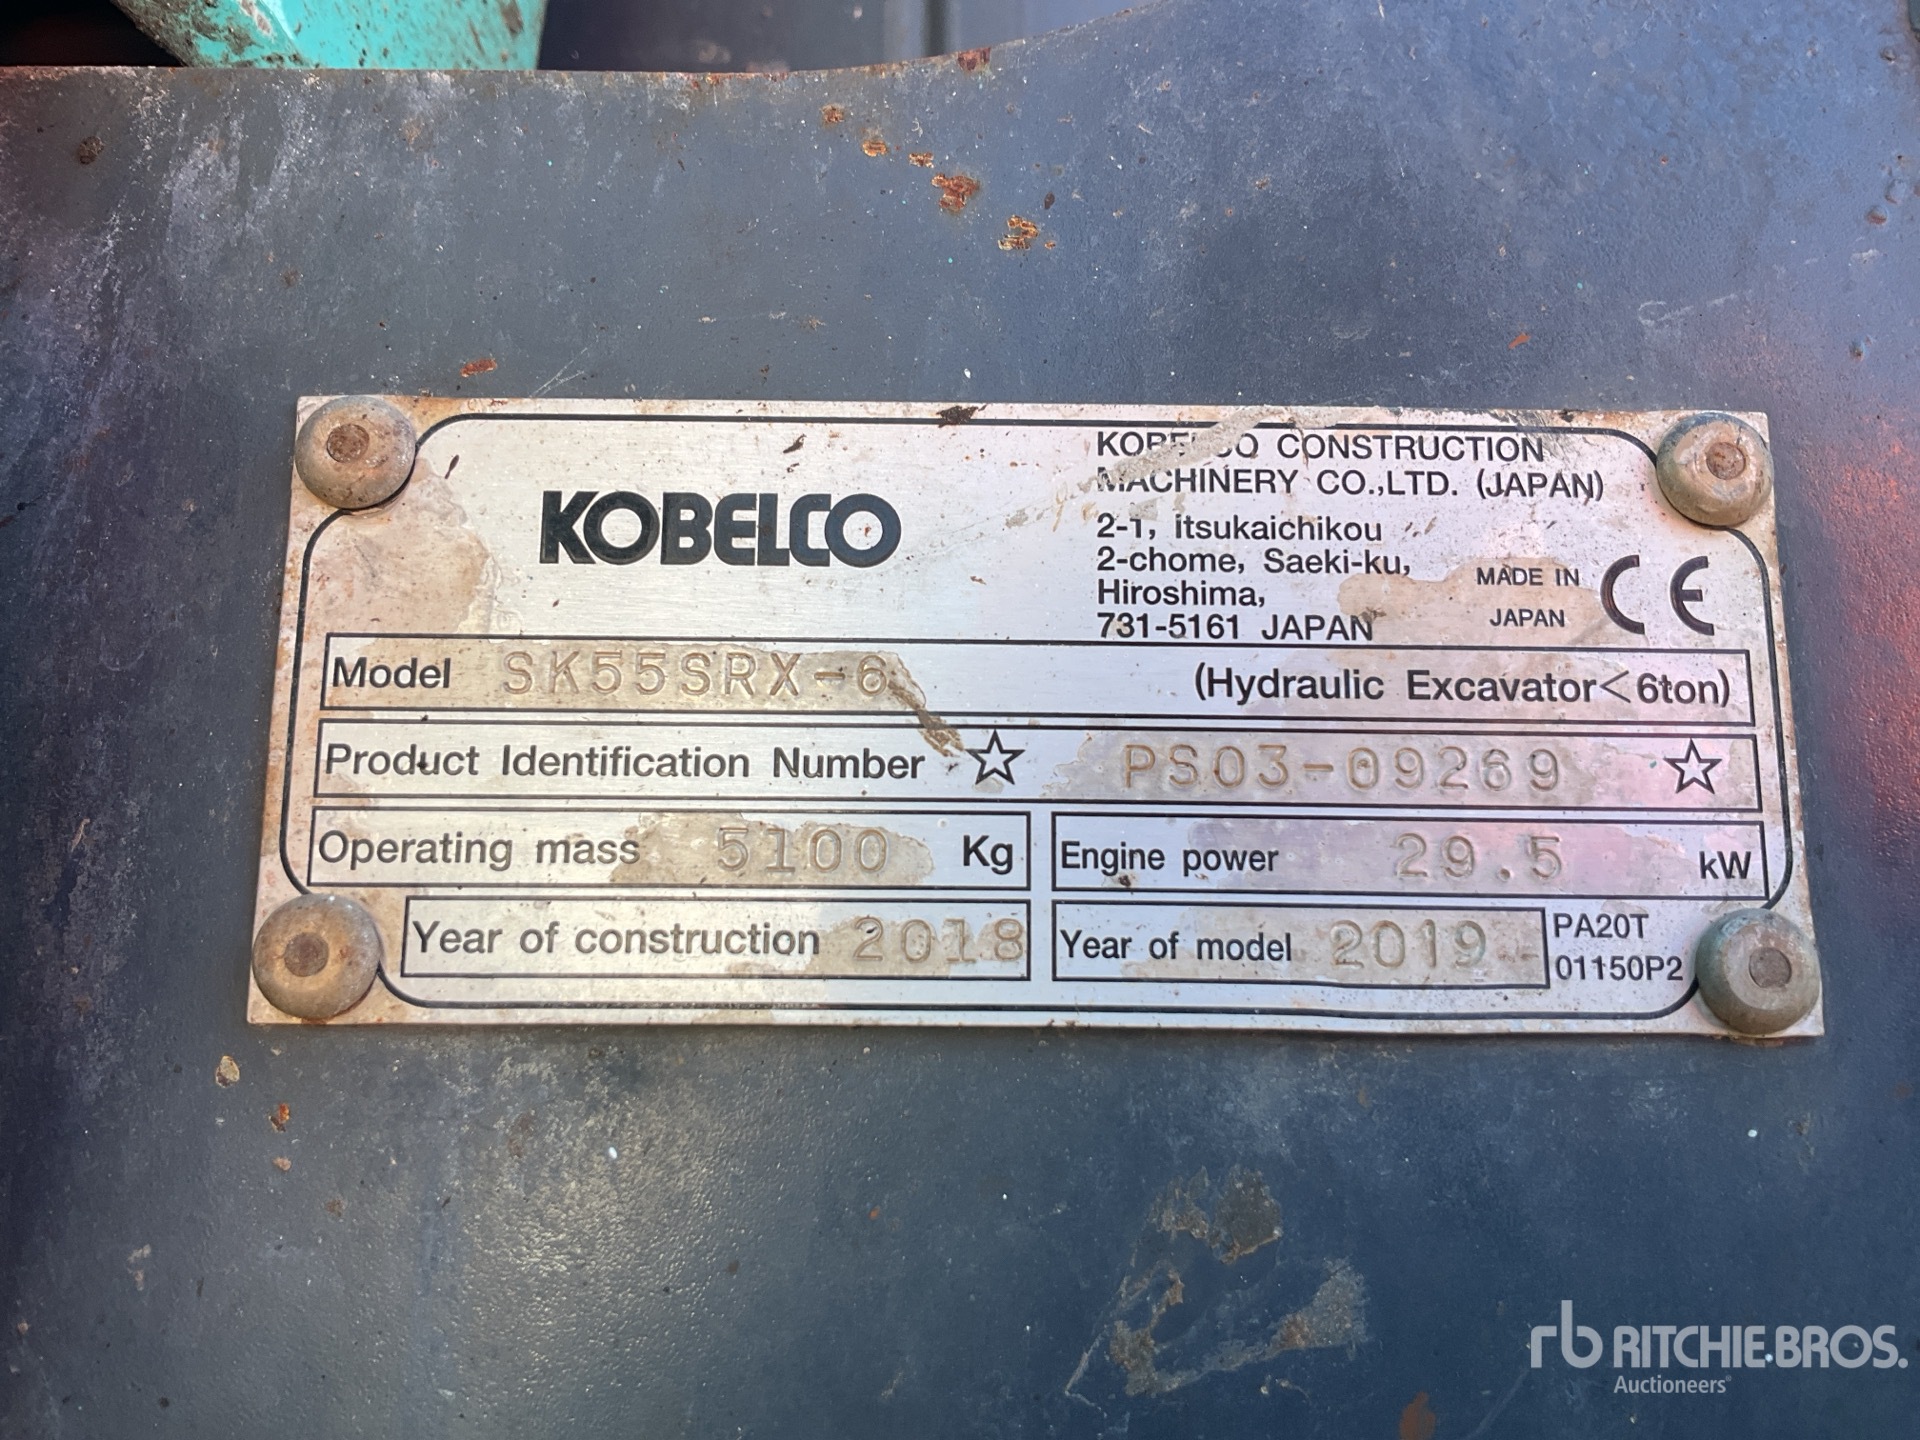 KOBELCO
KOBELCO CONSTRUCTION
MACHINERY CO.,LTD. (JAPAN)
2-1, itsukaichikou
2-chome, Saeki-ku,
Hiroshima,
731-5161 JAPAN
MADE IN
JAPAN
CE
Model SK55SRX-6 (Hydraulic Excavator<6ton)
Product Identification Number ☆ PS03-09269 ☆
Operating mass 5100 Kg
Engine power 29.5 kW
Year of construction 2018
Year of model 2019
PA20T
01150P2
rb RITCHIE BROS.
Auctioneers